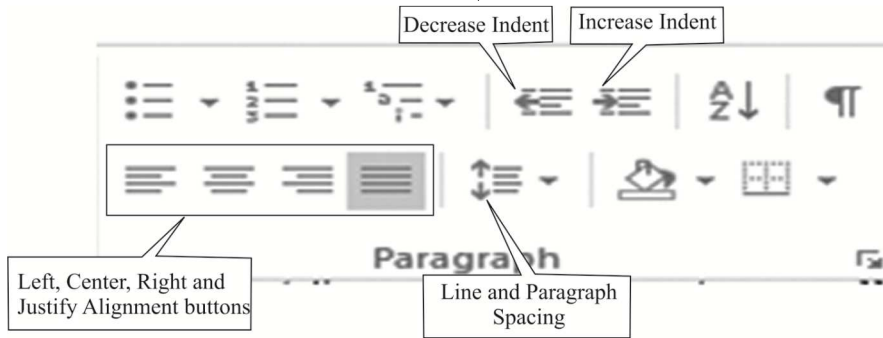 Decrease Indent
Increase Indent
A
Z
¶
Paragraph
Left, Center, Right and
Justify Alignment buttons
Line and Paragraph
Spacing